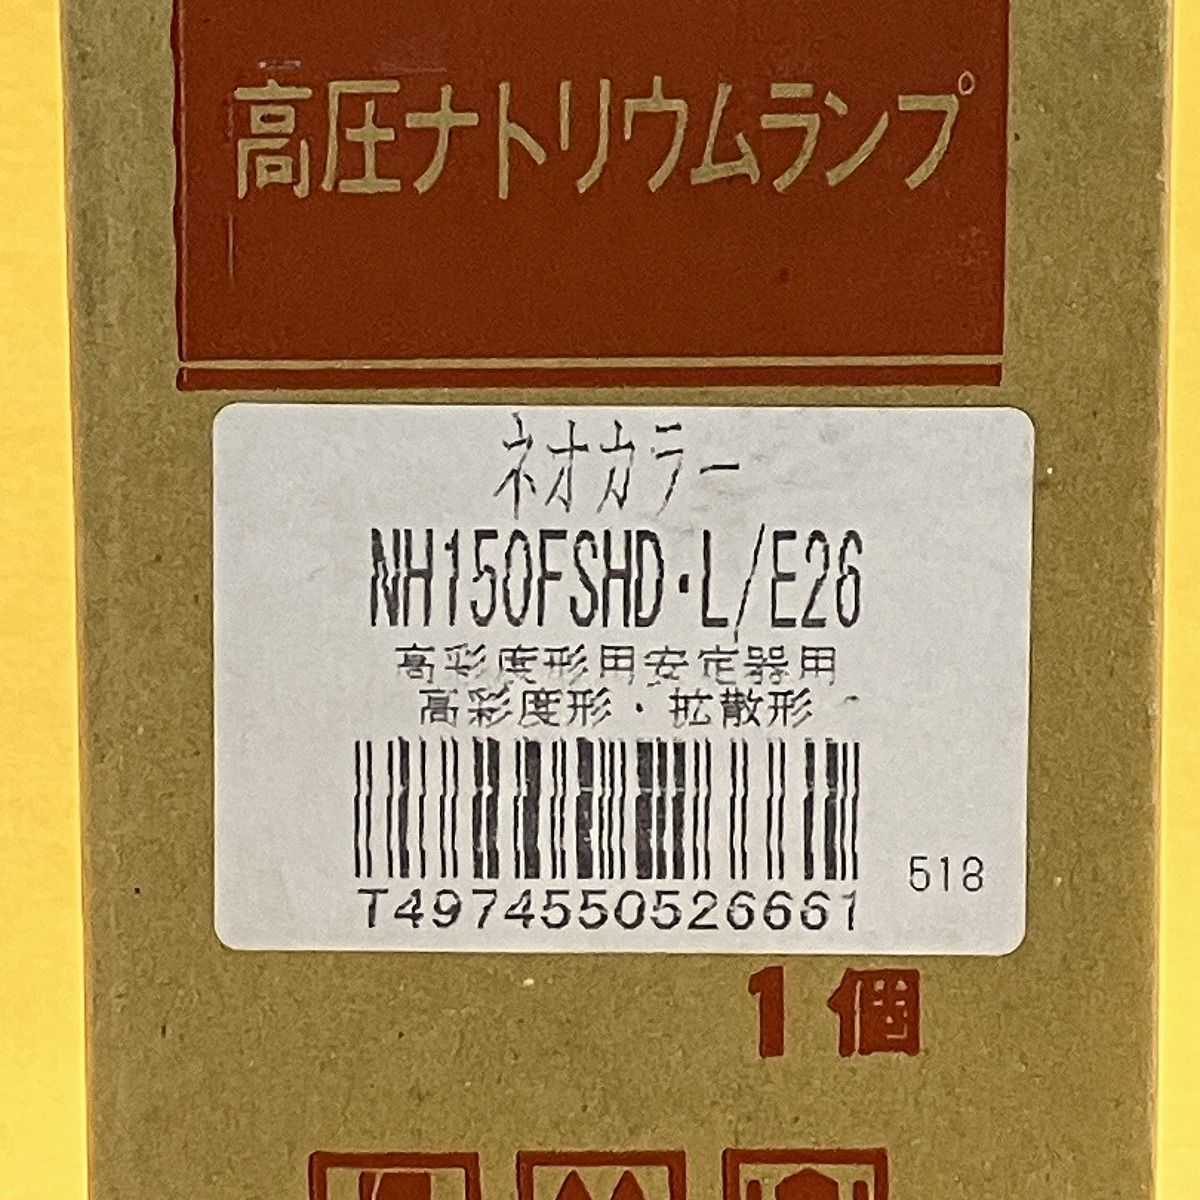 高圧ナトリウムランプ
ネオカラー
NH150FSHD・L/E26
高彩度形用安定器用
高彩度形・拡散形
T4974550526661
518
1個